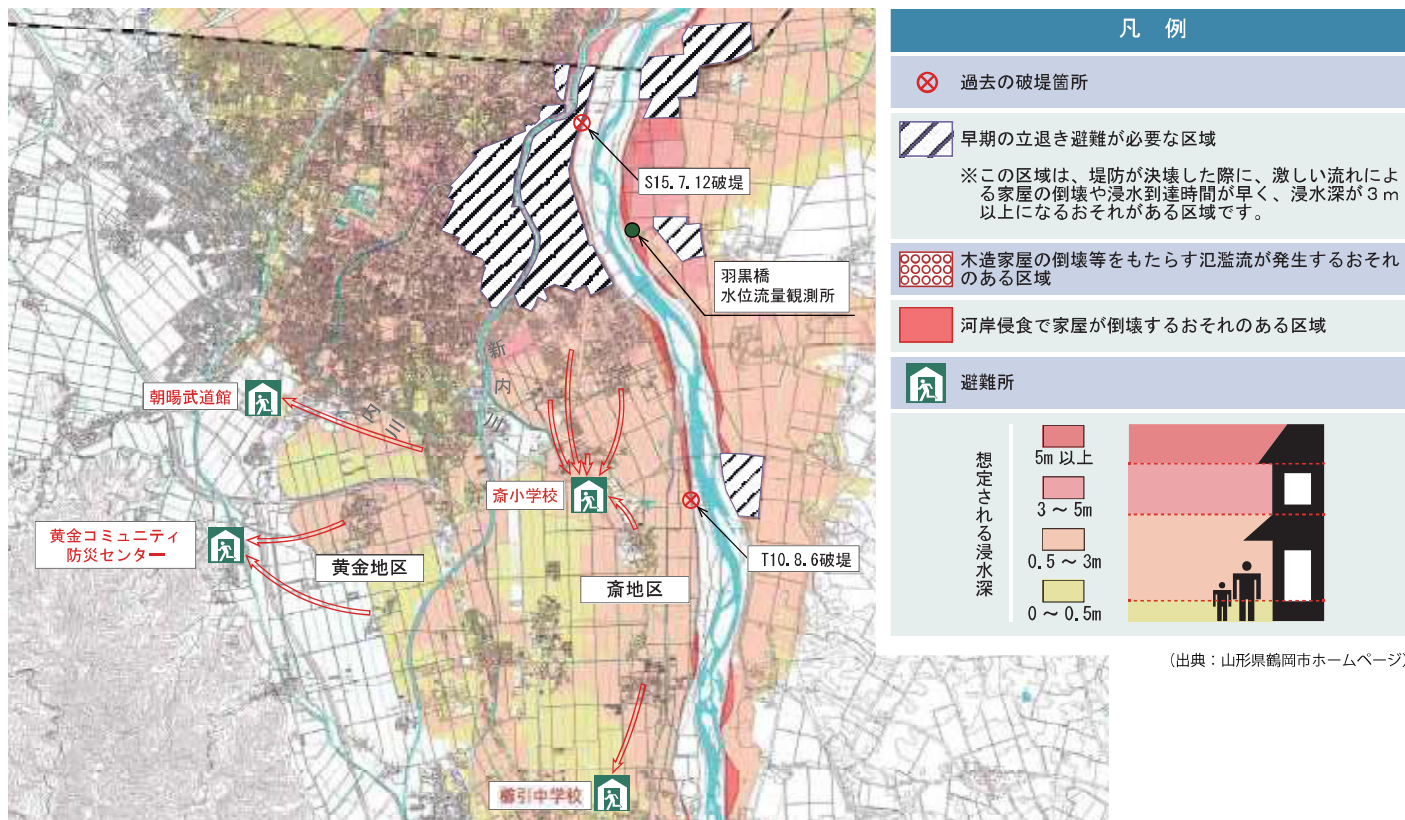 S15.7.12破堤
羽黒橋
水位流量観測所
新内川
内川
朝暘武道館
斎小学校
黄金コミュニティ
防災センター
黄金地区
斎地区
T10.8.6破堤
櫛引中学校
凡 例
過去の破堤箇所
早期の立退き避難が必要な区域
※この区域は、堤防が決壊した際に、激しい流れによ
る家屋の倒壊や浸水到達時間が早く、浸水深が3m
以上になるおそれがある区域です。
木造家屋の倒壊等をもたらす氾濫流が発生するおそれ
のある区域
河岸侵食で家屋が倒壊するおそれのある区域
避難所
想定される浸水深
5m 以上
3 ～ 5m
0.5 ～ 3m
0 ～ 0.5m
（出典：山形県鶴岡市ホームページ）